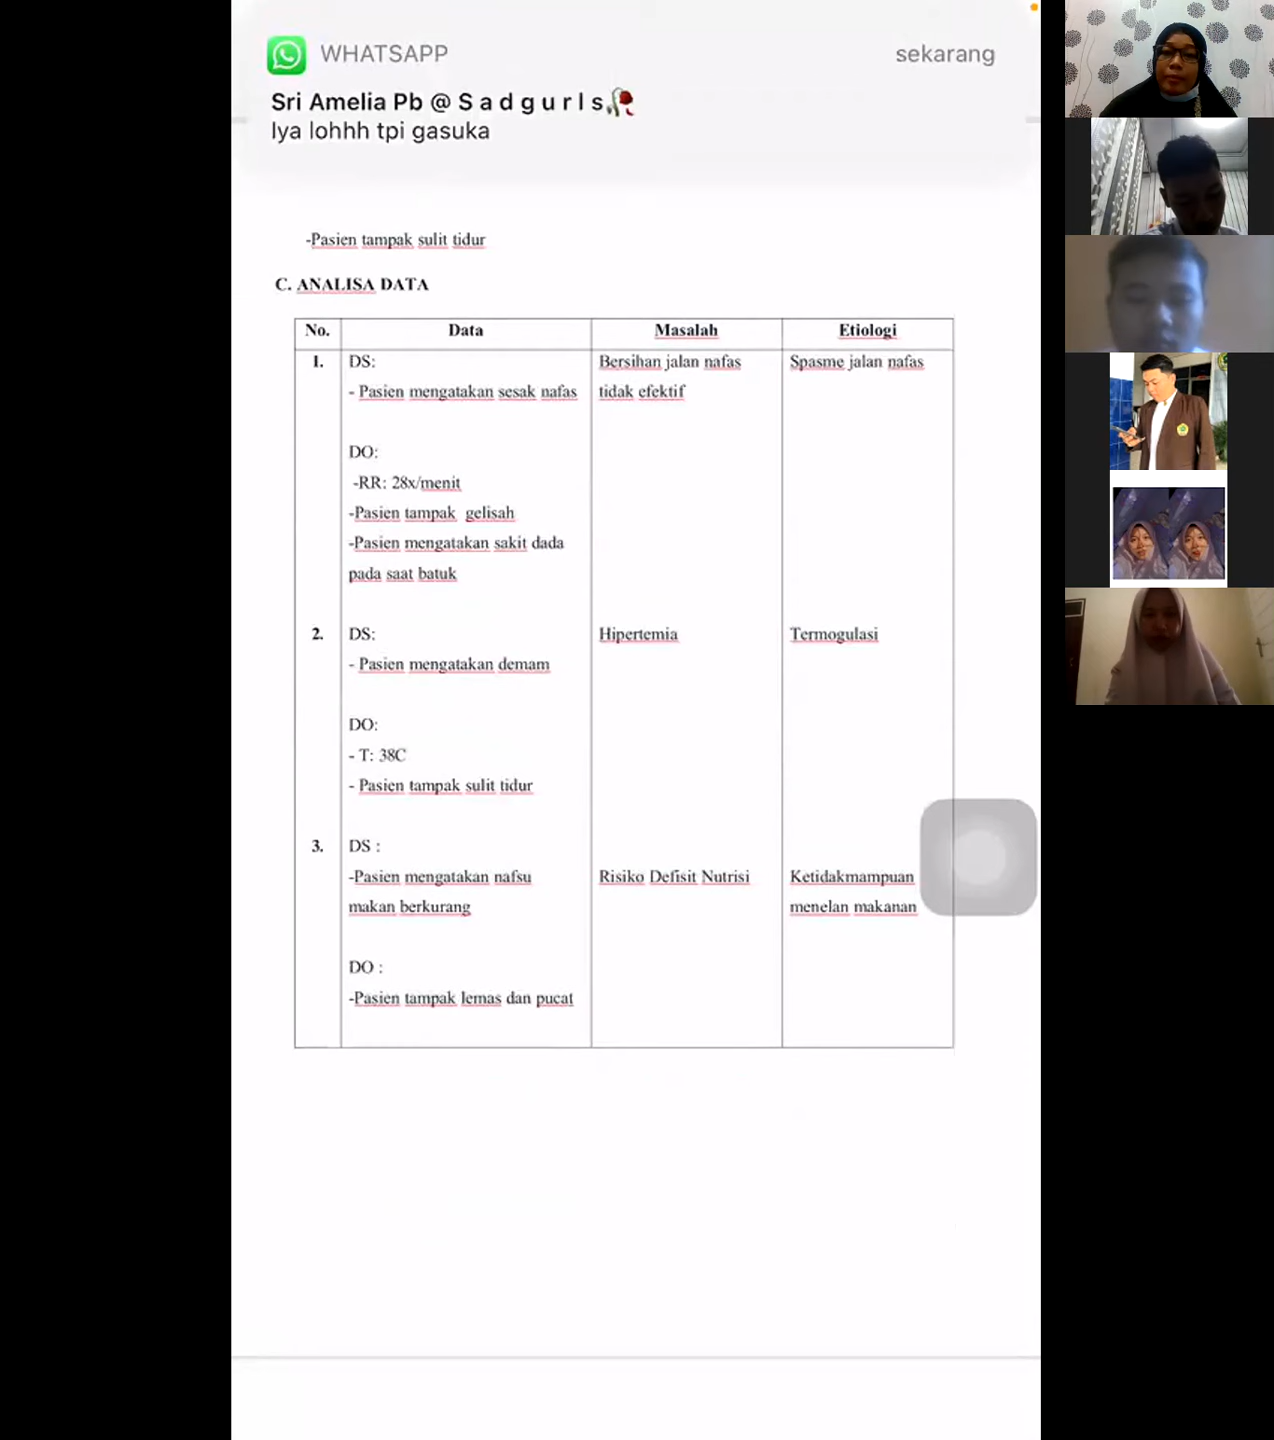 WHATSAPP
sekarang
Sri Amelia Pb @ S a d g u r l s🥀
Iya lohhh tpi gasuka
-Pasien tampak sulit tidur
C. ANALISA DATA
No. Data Masalah Etiologi
1. DS: Bersihan jalan nafas Spasme jalan nafas
- Pasien mengatakan sesak nafas tidak efektif
DO:
-RR: 28x/menit
-Pasien tampak gelisah
-Pasien mengatakan sakit dada
pada saat batuk
2. DS: Hipertemia Termogulasi
- Pasien mengatakan demam
DO:
- T: 38C
- Pasien tampak sulit tidur
3. DS :
-Pasien mengatakan nafsu Risiko Defisit Nutrisi Ketidakmampuan
makan berkurang menelan makanan
DO :
-Pasien tampak lemas dan pucat